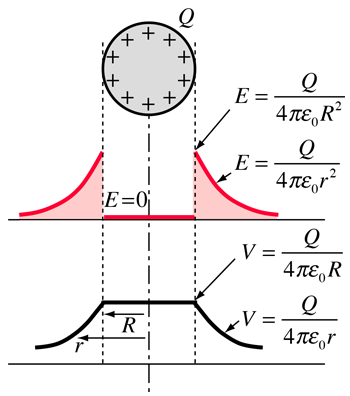 Q
+ + + + + + + + + +
E = Q / 4πε₀R²
E = Q / 4πε₀r²
E=0
V = Q / 4πε₀R
V = Q / 4πε₀r
R
r